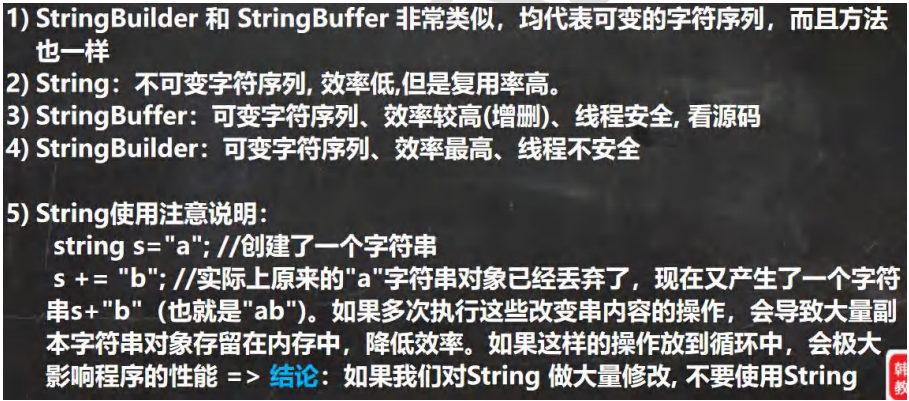 1) StringBuilder 和 StringBuffer 非常类似，均代表可变的字符序列，而且方法
也一样
2) String：不可变字符序列, 效率低,但是复用率高。
3) StringBuffer：可变字符序列、效率较高(增删)、线程安全, 看源码
4) StringBuilder：可变字符序列、效率最高、线程不安全
5) String使用注意说明：
string s="a"; //创建了一个字符串
s += "b"; //实际上原来的"a"字符串对象已经丢弃了，现在又产生了一个字符
串s+"b"（也就是"ab")。如果多次执行这些改变串内容的操作，会导致大量副
本字符串对象存留在内存中，降低效率。如果这样的操作放到循环中，会极大
影响程序的性能 => 结论：如果我们对String 做大量修改, 不要使用String
韩
教